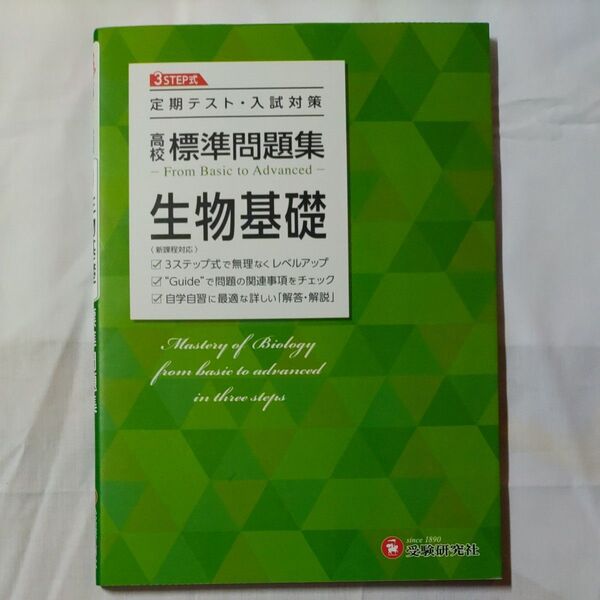 3STEP式
定期テスト・入試対策
高校 標準問題集
– From Basic to Advanced –
生物基礎
〈新課程対応〉
3ステップ式で無理なくレベルアップ
“Guide”で問題の関連事項をチェック
自学自習に最適な詳しい「解答・解説」
Mastery of Biology
from basic to advanced
in three steps
since 1890
受験研究社